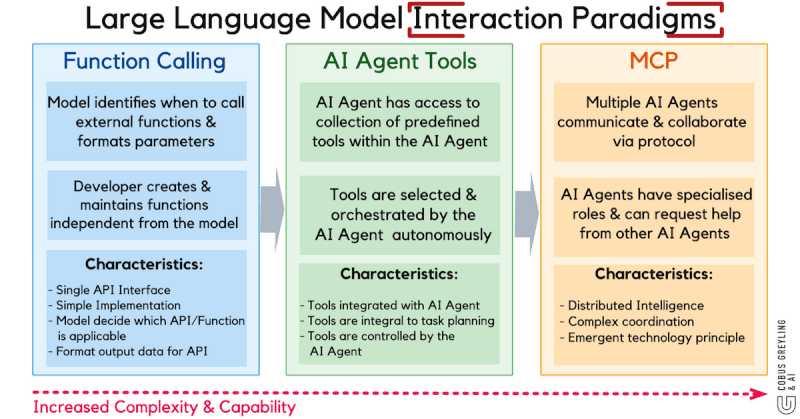 Large Language Model Interaction Paradigms
Function Calling
Model identifies when to call
external functions &
formats parameters
Developer creates &
maintains functions
independent from the model
Characteristics:
- Single API Interface
- Simple Implementation
- Model decide which API/Function
is applicable
- Format output data for API
AI Agent Tools
AI Agent has access to
collection of predefined
tools within the AI Agent
Tools are selected &
orchestrated by the
AI Agent autonomously
Characteristics:
- Tools integrated with AI Agent
- Tools are integral to task planning
- Tools are controlled by the
AI Agent
MCP
Multiple AI Agents
communicate & collaborate
via protocol
AI Agents have specialised
roles & can request help
from other AI Agents
Characteristics:
- Distributed Intelligence
- Complex coordination
- Emergent technology principle
Increased Complexity & Capability
COBUS GREYLING
& AI